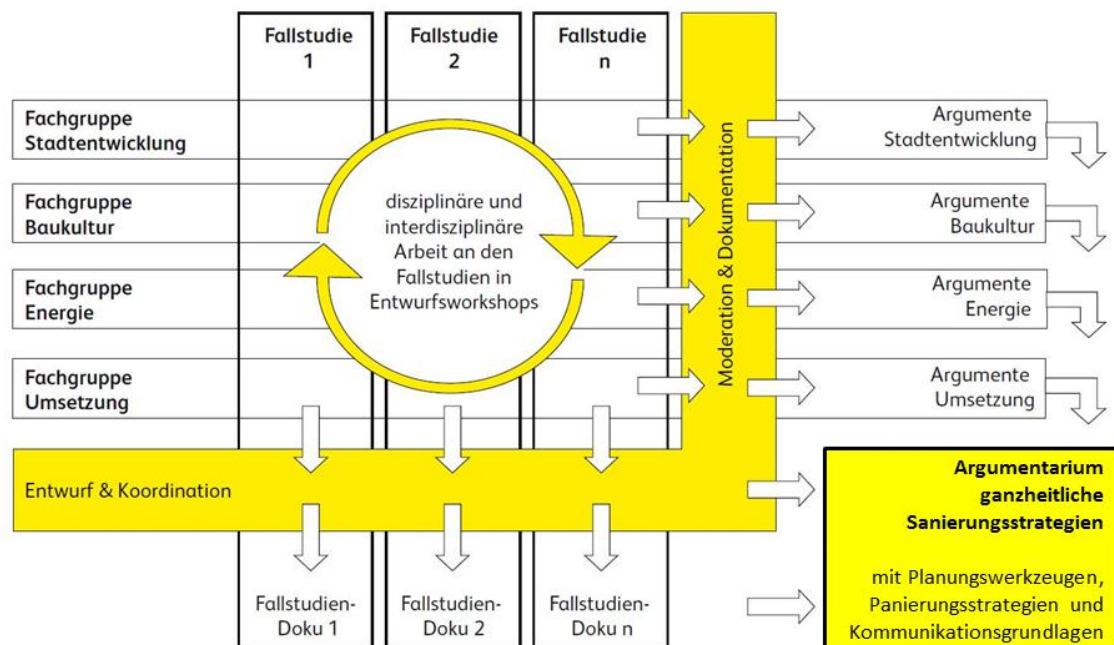 Fallstudie
1
Fallstudie
2
Fallstudie
n
Fachgruppe
Stadtentwicklung
Argumente
Stadtentwicklung
Fachgruppe
Baukultur
Argumente
Baukultur
disziplinäre und
interdisziplinäre
Arbeit an den
Fallstudien in
Entwurfsworkshops
Moderation & Dokumentation
Fachgruppe
Energie
Argumente
Energie
Fachgruppe
Umsetzung
Argumente
Umsetzung
Entwurf & Koordination
Argumentarium
ganzheitliche
Sanierungsstrategien
mit Planungswerkzeugen,
Panierungsstrategien und
Kommunikationsgrundlagen
Fallstudien-
Doku 1
Fallstudien-
Doku 2
Fallstudien-
Doku n